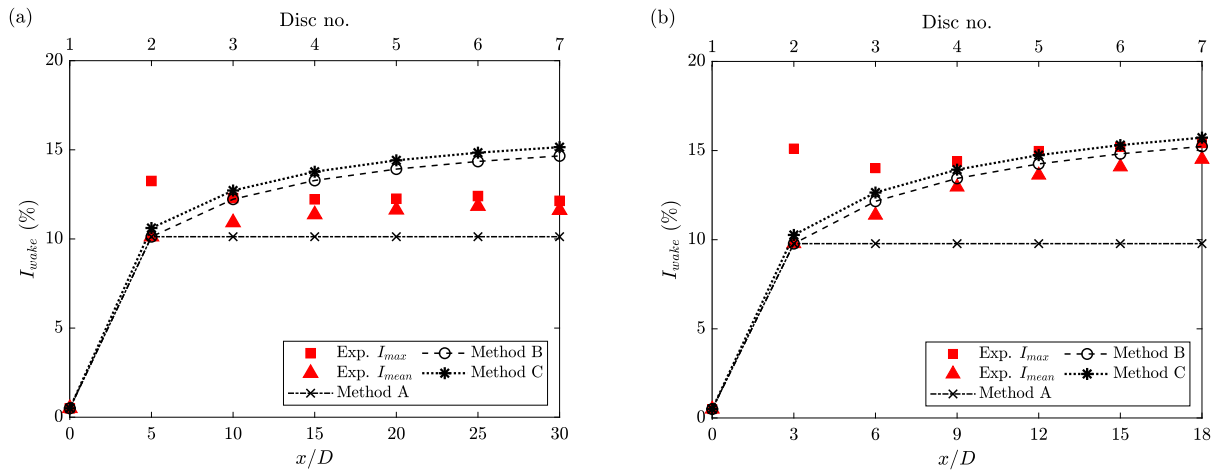 (a)
Disc no.
1 2 3 4 5 6 7
20
15
10
5
0
I_wake (%)
Exp. I_max
Exp. I_mean
Method A
Method B
Method C
0 5 10 15 20 25 30
x/D
(b)
Disc no.
1 2 3 4 5 6 7
20
15
10
5
0
I_wake (%)
Exp. I_max
Exp. I_mean
Method A
Method B
Method C
0 3 6 9 12 15 18
x/D